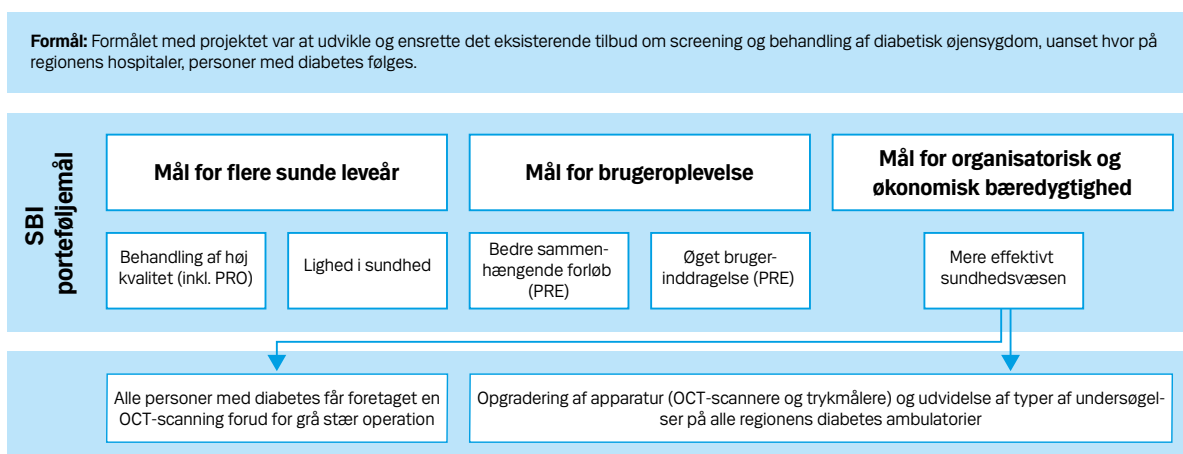 Formål: Formålet med projektet var at udvikle og ensrette det eksisterende tilbud om screening og behandling af diabetisk øjensygdom, uanset hvor på
regionens hospitaler, personer med diabetes følges.
SBI
porteføljemål
Mål for flere sunde leveår
Mål for brugeroplevelse
Mål for organisatorisk og
økonomisk bæredygtighed
Behandling af høj
kvalitet (inkl. PRO)
Lighed i sundhed
Bedre sammen-
hængende forløb
(PRE)
Øget bruger-
inddragelse (PRE)
Mere effektivt
sundhedsvæsen
Alle personer med diabetes får foretaget en
OCT-scanning forud for grå stær operation
Opgradering af apparatur (OCT-scannere og trykmålere) og udvidelse af typer af undersøgel-
ser på alle regionens diabetes ambulatorier